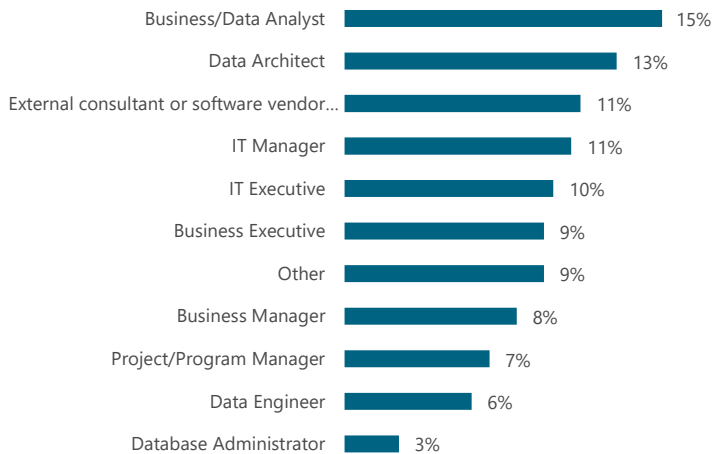 Business/Data Analyst 15%
Data Architect 13%
External consultant or software vendor… 11%
IT Manager 11%
IT Executive 10%
Business Executive 9%
Other 9%
Business Manager 8%
Project/Program Manager 7%
Data Engineer 6%
Database Administrator 3%